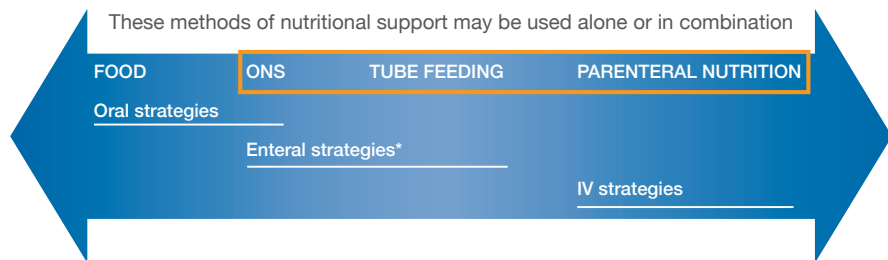 These methods of nutritional support may be used alone or in combination
FOOD ONS TUBE FEEDING PARENTERAL NUTRITION
Oral strategies
Enteral strategies*
IV strategies